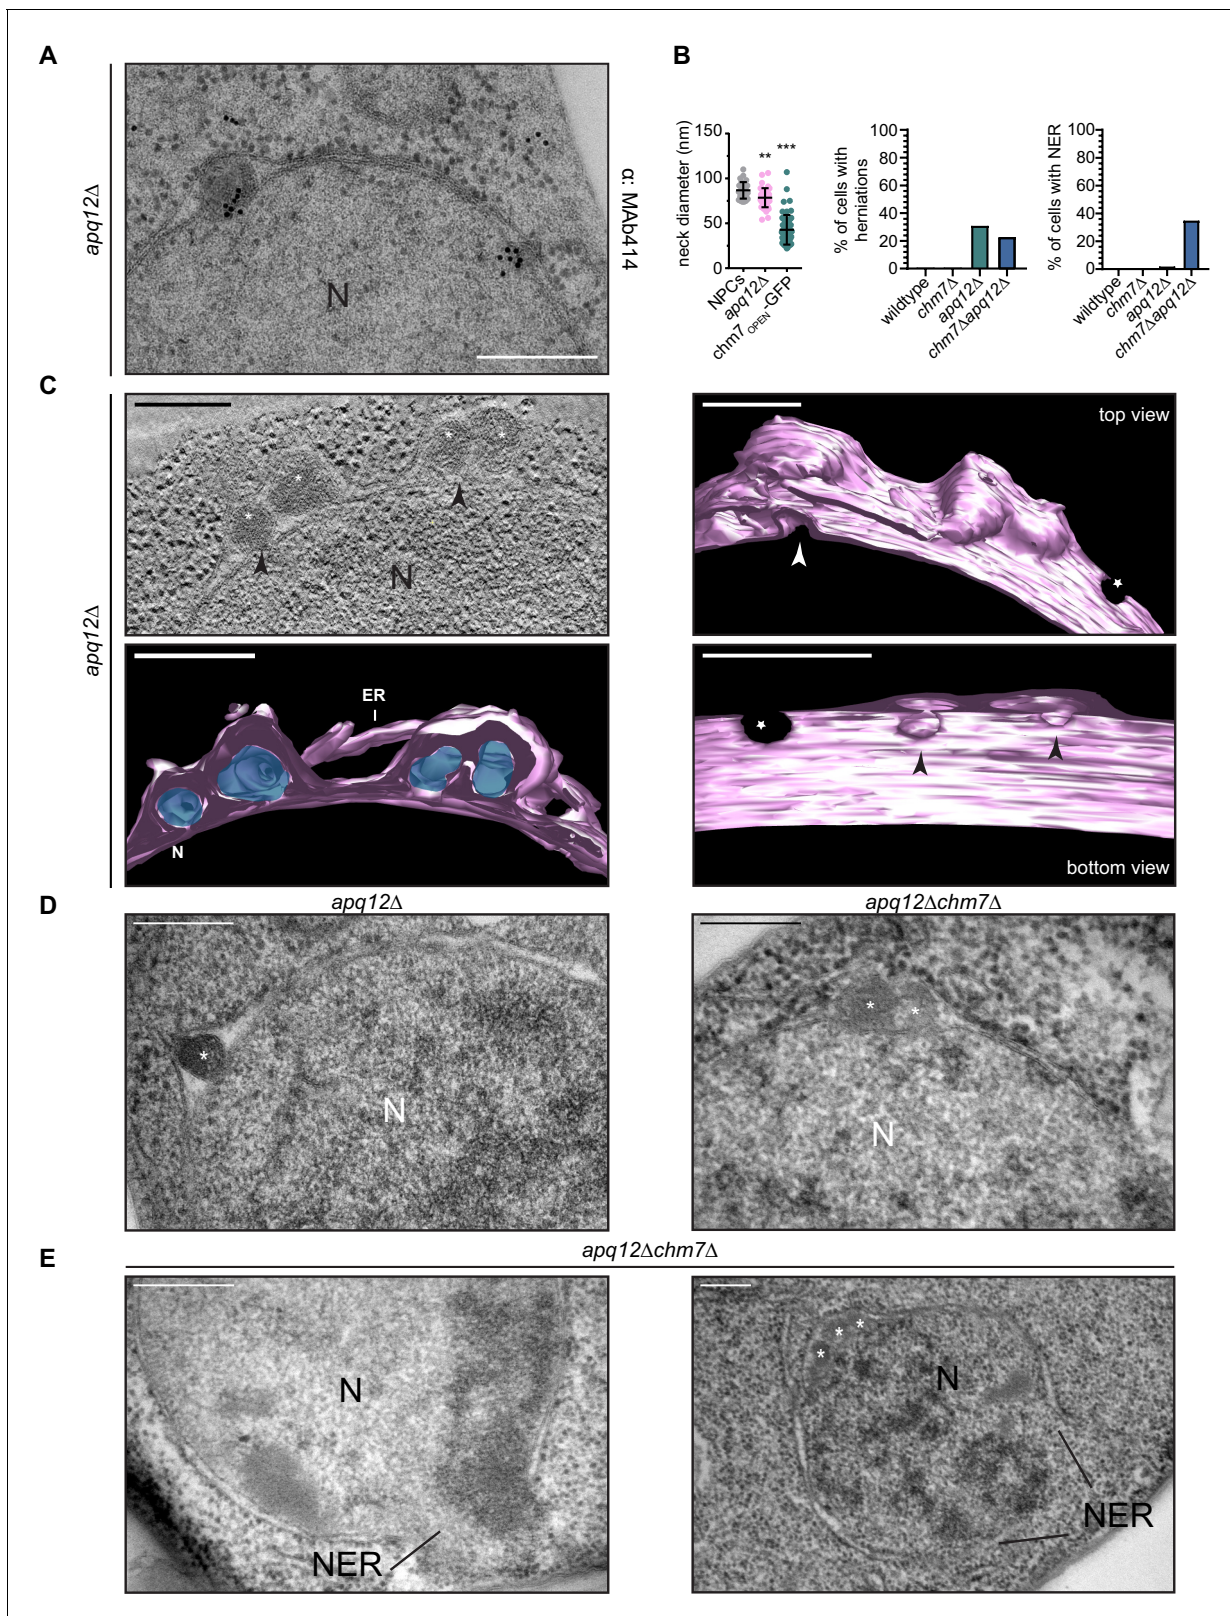 A
apq12Δ
α: MAb414
N
B
neck diameter (nm)
150
100
50
0
**
***
NPCs
apq12Δ
chm7 OPEN-GFP
% of cells with herniations
100
80
60
40
20
0
wildtype
chm7Δ
apq12Δ
chm7Δapq12Δ
% of cells with NER
100
80
60
40
20
0
wildtype
chm7Δ
apq12Δ
chm7Δapq12Δ
C
apq12Δ
*
*
*
*
N
top view
ER
N
bottom view
D
apq12Δ
apq12Δchm7Δ
*
N
*
*
N
E
apq12Δchm7Δ
N
NER
*
*
*
N
NER